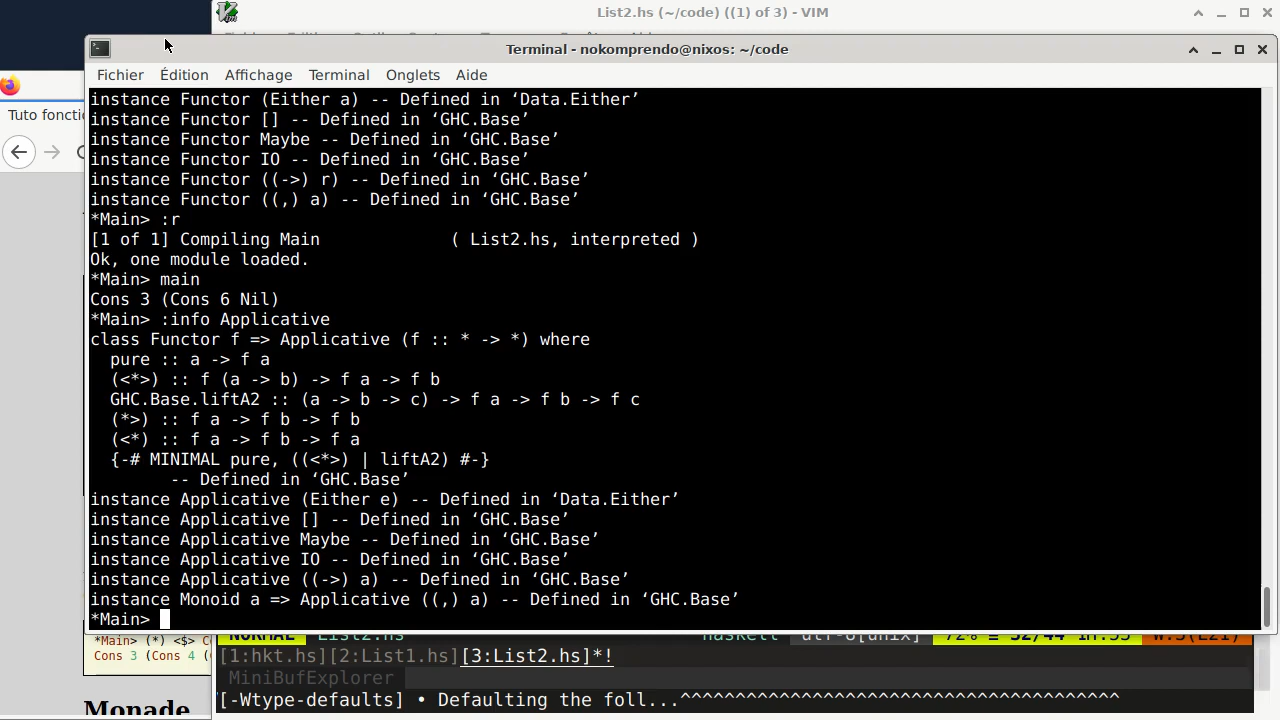 List2.hs (~/code) ((1) of 3) - VIM
Terminal - nokomprendo@nixos: ~/code
Fichier Édition Affichage Terminal Onglets Aide
Tuto foncti
instance Functor (Either a) -- Defined in ‘Data.Either’
instance Functor [] -- Defined in ‘GHC.Base’
instance Functor Maybe -- Defined in ‘GHC.Base’
instance Functor IO -- Defined in ‘GHC.Base’
instance Functor ((->) r) -- Defined in ‘GHC.Base’
instance Functor ((,) a) -- Defined in ‘GHC.Base’
*Main> :r
[1 of 1] Compiling Main             ( List2.hs, interpreted )
Ok, one module loaded.
*Main> main
Cons 3 (Cons 6 Nil)
*Main> :info Applicative
class Functor f => Applicative (f :: * -> *) where
  pure :: a -> f a
  (<*>) :: f (a -> b) -> f a -> f b
  GHC.Base.liftA2 :: (a -> b -> c) -> f a -> f b -> f c
  (*>) :: f a -> f b -> f b
  (<*) :: f a -> f b -> f a
  {-# MINIMAL pure, ((<*>) | liftA2) #-}
        -- Defined in ‘GHC.Base’
instance Applicative (Either e) -- Defined in ‘Data.Either’
instance Applicative [] -- Defined in ‘GHC.Base’
instance Applicative Maybe -- Defined in ‘GHC.Base’
instance Applicative IO -- Defined in ‘GHC.Base’
instance Applicative ((->) a) -- Defined in ‘GHC.Base’
instance Monoid a => Applicative ((,) a) -- Defined in ‘GHC.Base’
*Main>
*Main> (*) <$> C
Cons 3 (Cons 4 (
Monade
NORMAL List2.hs haskell utf-8[unix] 72% 32/44
[1:hkt.hs][2:List1.hs][3:List2.hs]*!
MiniBufExplorer
[-Wtype-defaults] • Defaulting the foll...^^^^^^^^^^^^^^^^^^^^^^^^^^^^^^^^^^^^^^^^